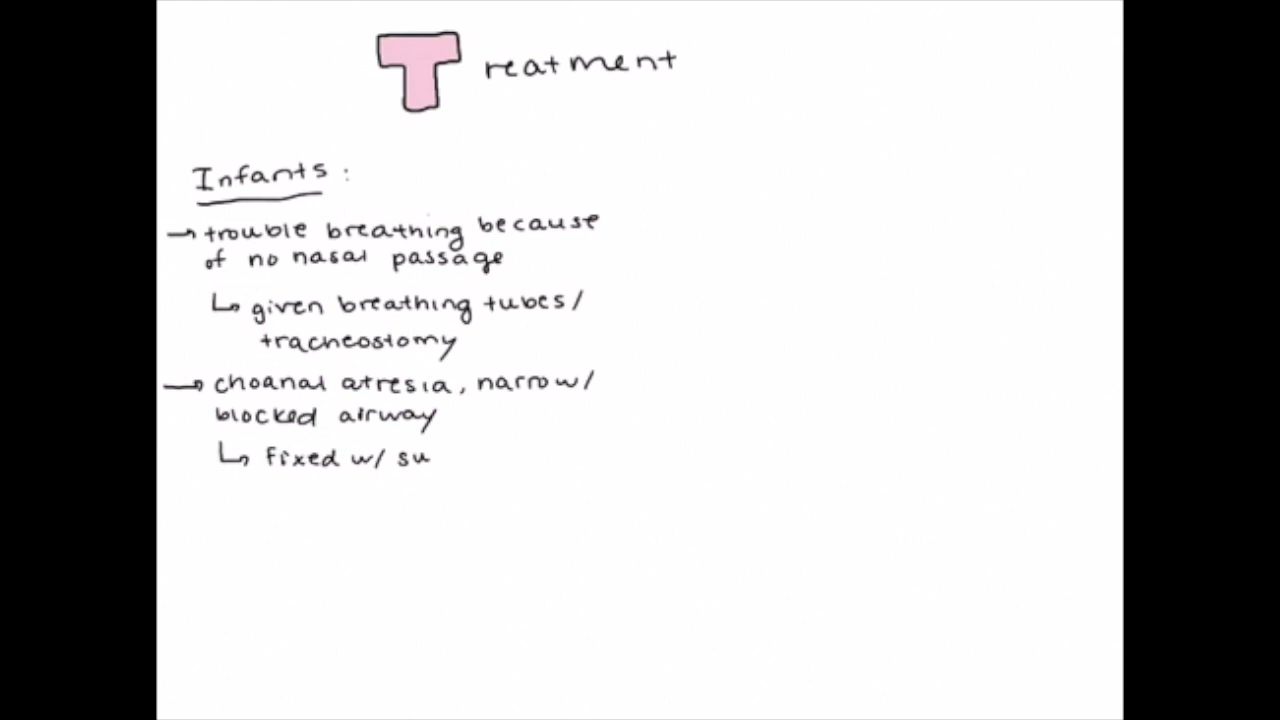 Treatment
Infants:
→ trouble breathing because
of no nasal passage
↳ given breathing tubes/
tracheostomy
→ choanal atresia, narrow/
blocked airway
↳ fixed w/ su